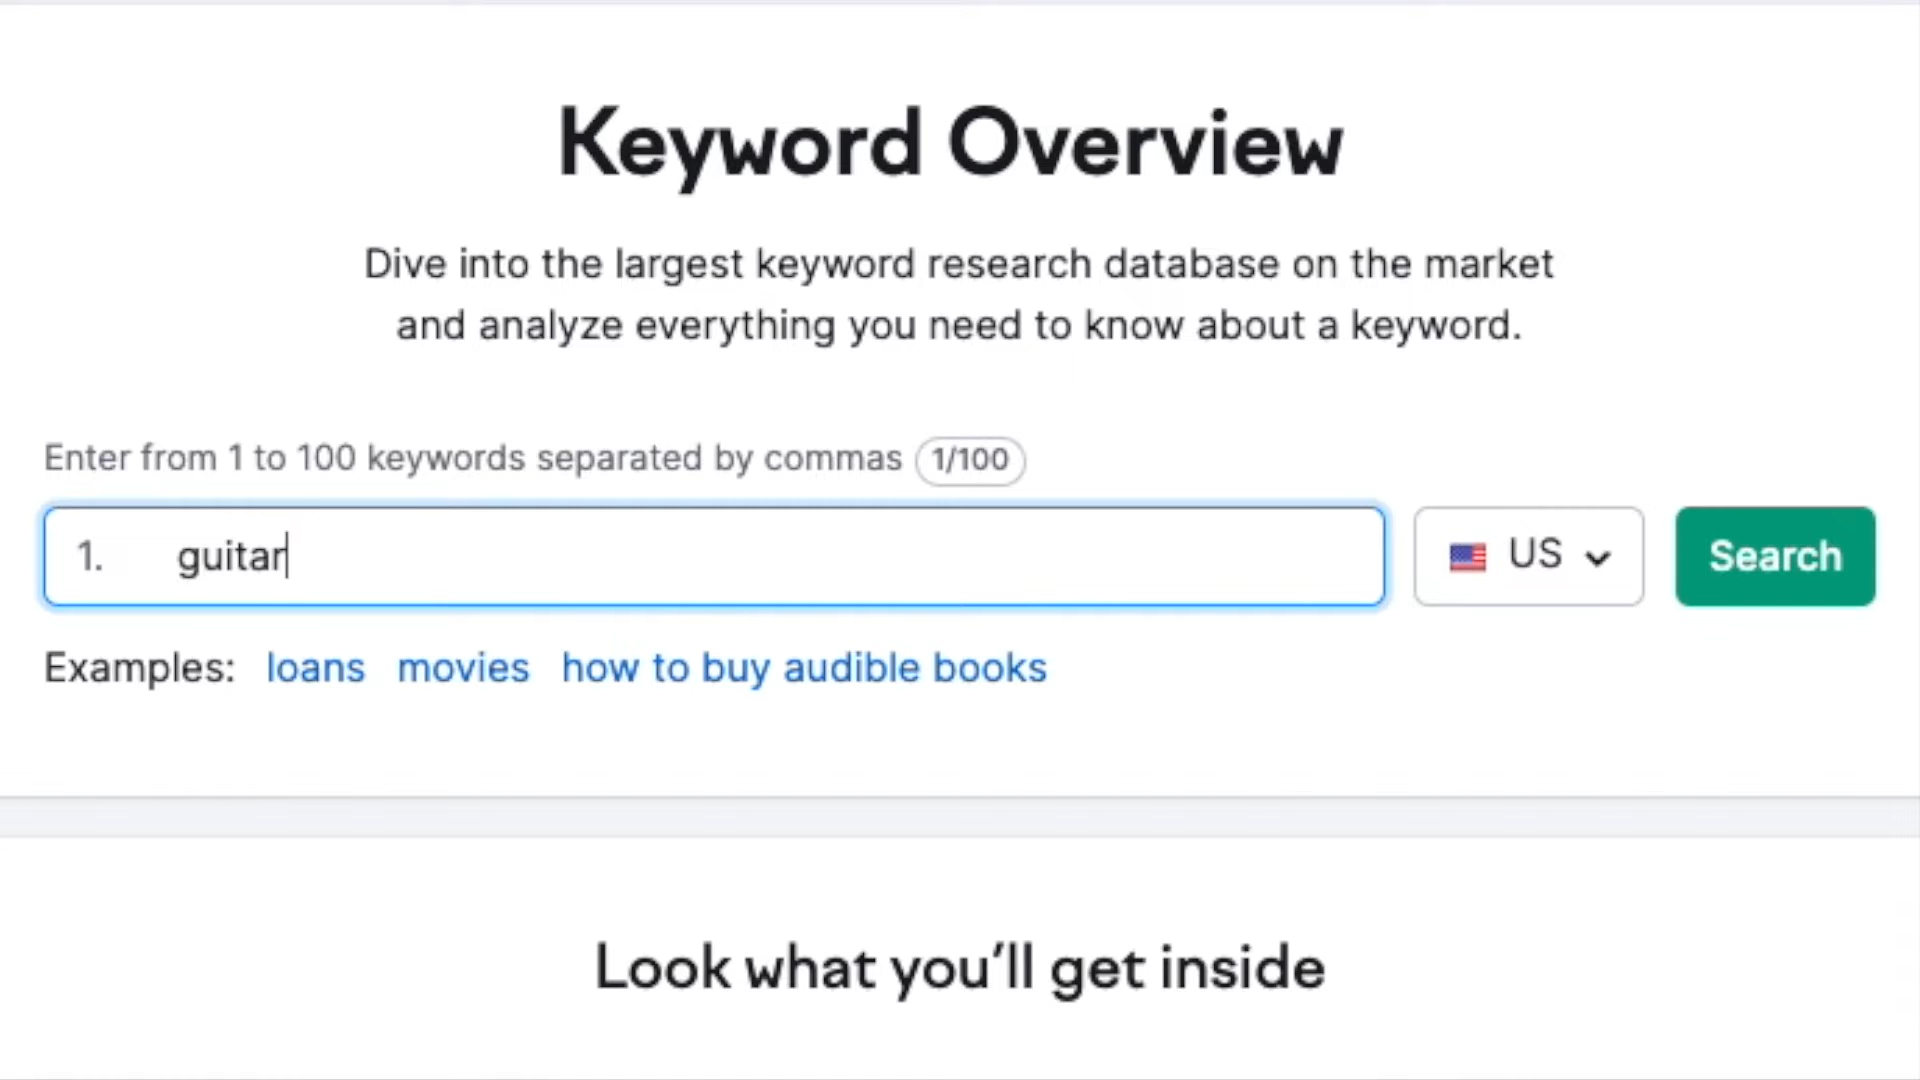 Keyword Overview
Dive into the largest keyword research database on the market
and analyze everything you need to know about a keyword.
Enter from 1 to 100 keywords separated by commas 1/100
1. guitar US Search
Examples: loans movies how to buy audible books
Look what you’ll get inside